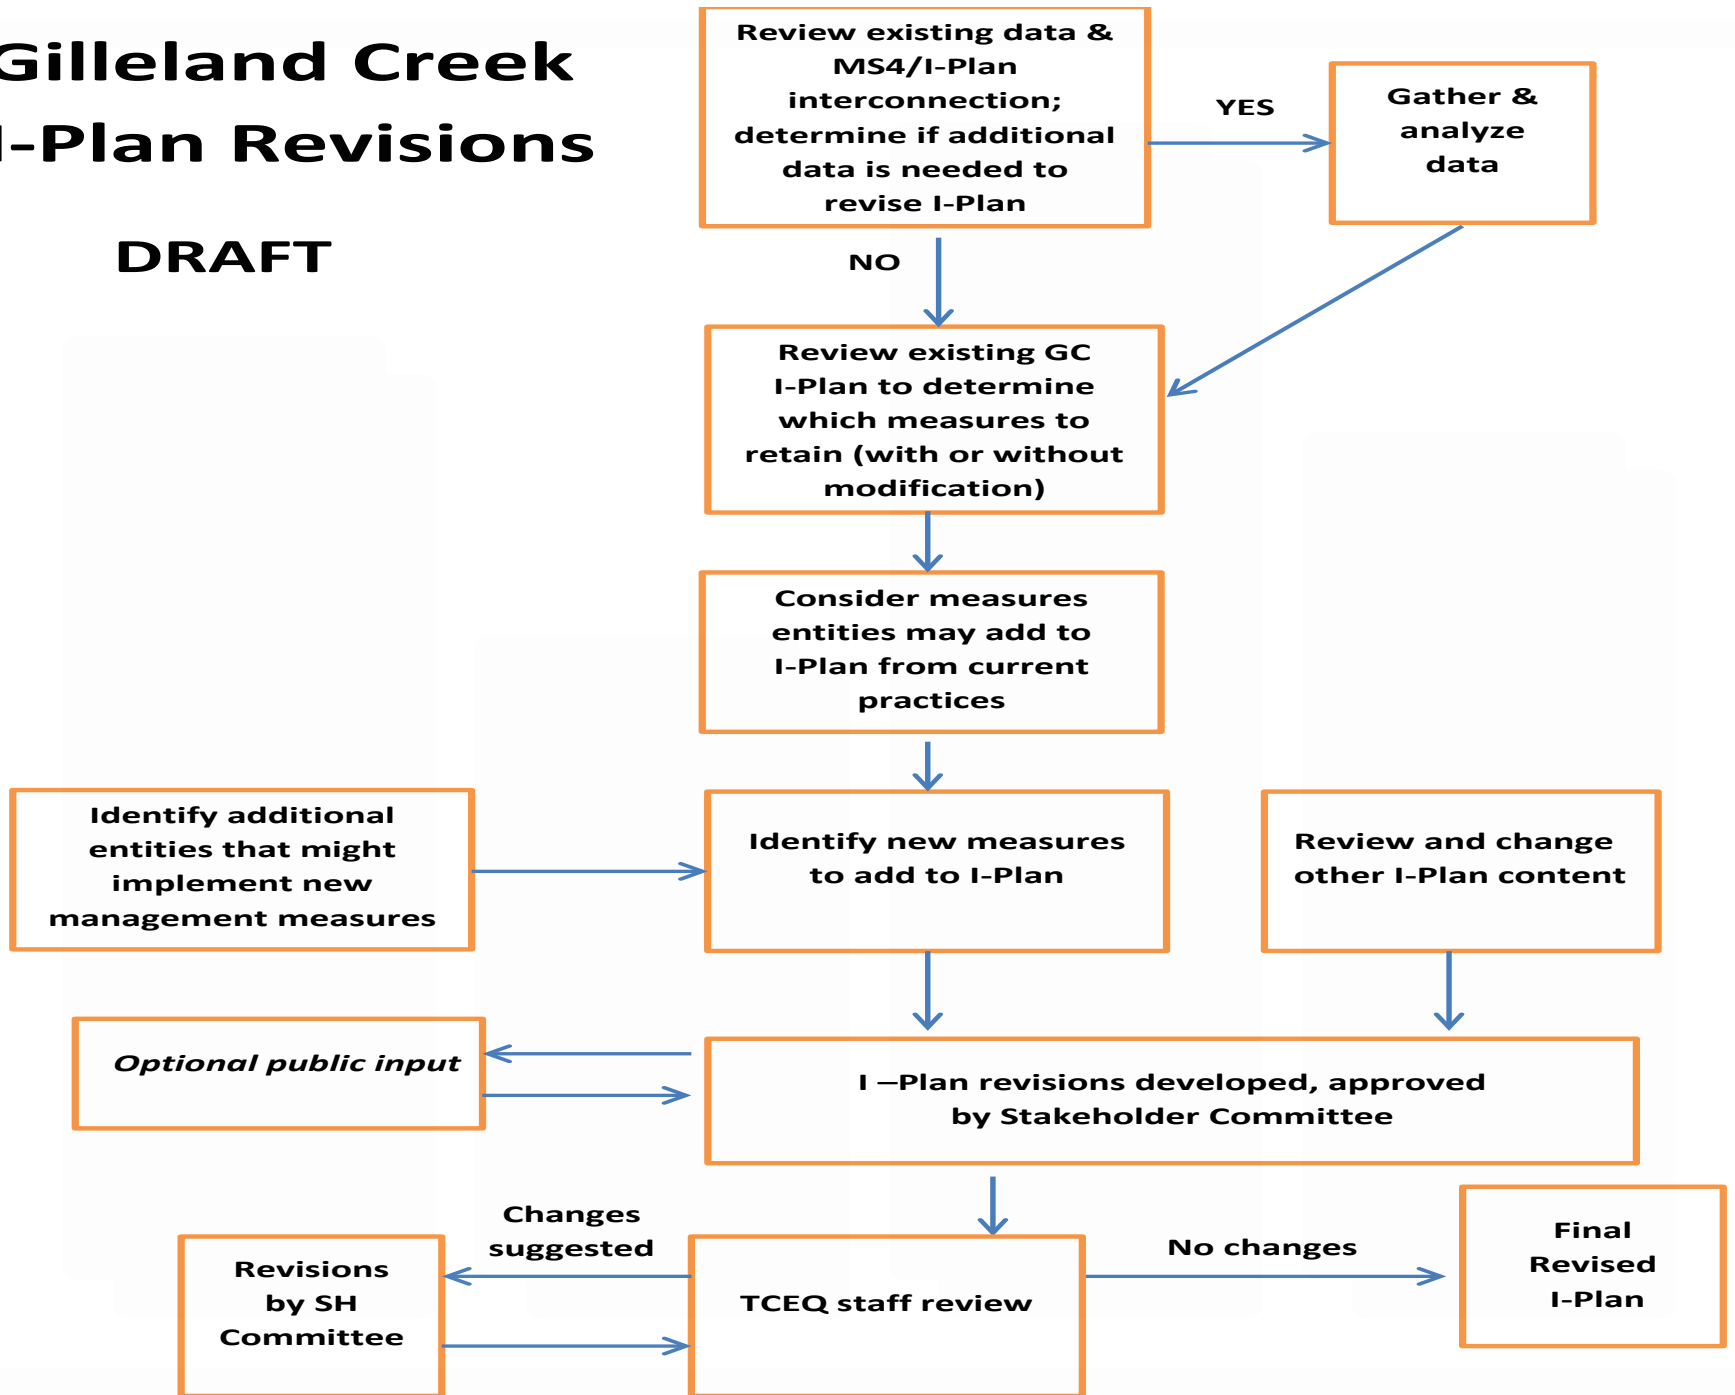 Gilleland Creek
I-Plan Revisions
DRAFT
Review existing data &
MS4/I-Plan
interconnection;
determine if additional
data is needed to
revise I-Plan
YES
Gather &
analyze
data
NO
Review existing GC
I-Plan to determine
which measures to
retain (with or without
modification)
Consider measures
entities may add to
I-Plan from current
practices
Identify additional
entities that might
implement new
management measures
Identify new measures
to add to I-Plan
Review and change
other I-Plan content
Optional public input
I –Plan revisions developed, approved
by Stakeholder Committee
Changes
suggested
Revisions
by SH
Committee
TCEQ staff review
No changes
Final
Revised
I-Plan